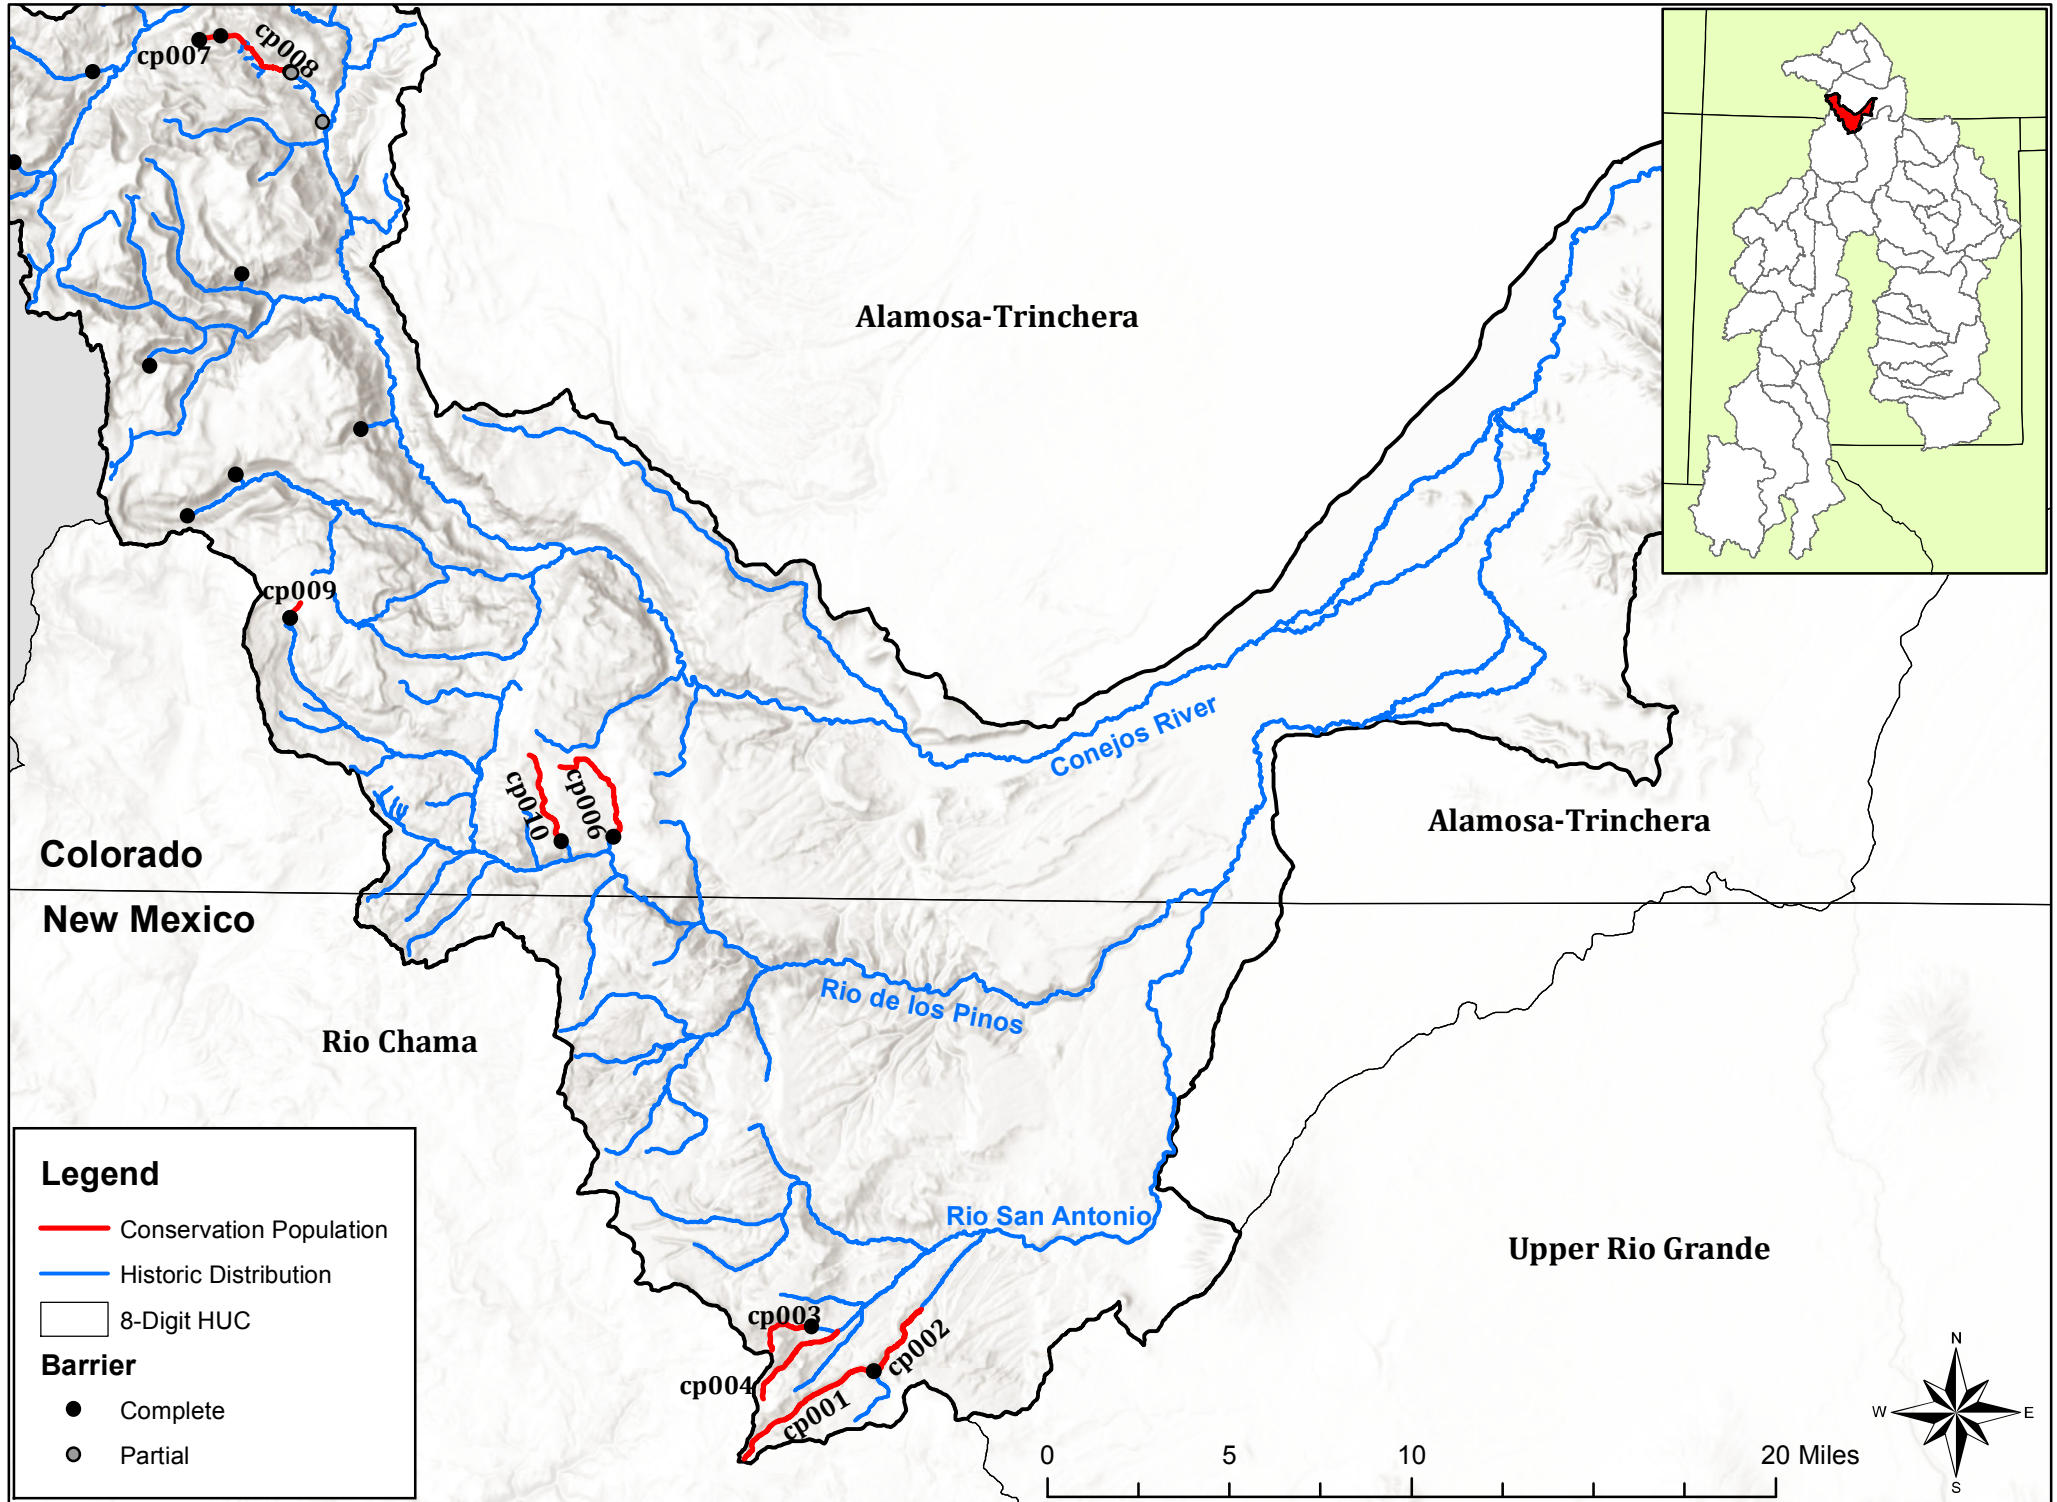 cp007
cp008
Alamosa-Trinchera
cp009
Conejos River
cp010
cp006
Alamosa-Trinchera
Colorado
New Mexico
Rio de los Pinos
Rio Chama
Rio San Antonio
Upper Rio Grande
cp003
cp002
cp004
cp001
Legend
Conservation Population
Historic Distribution
8-Digit HUC
Barrier
Complete
Partial
0 5 10 20 Miles
N
W E
S